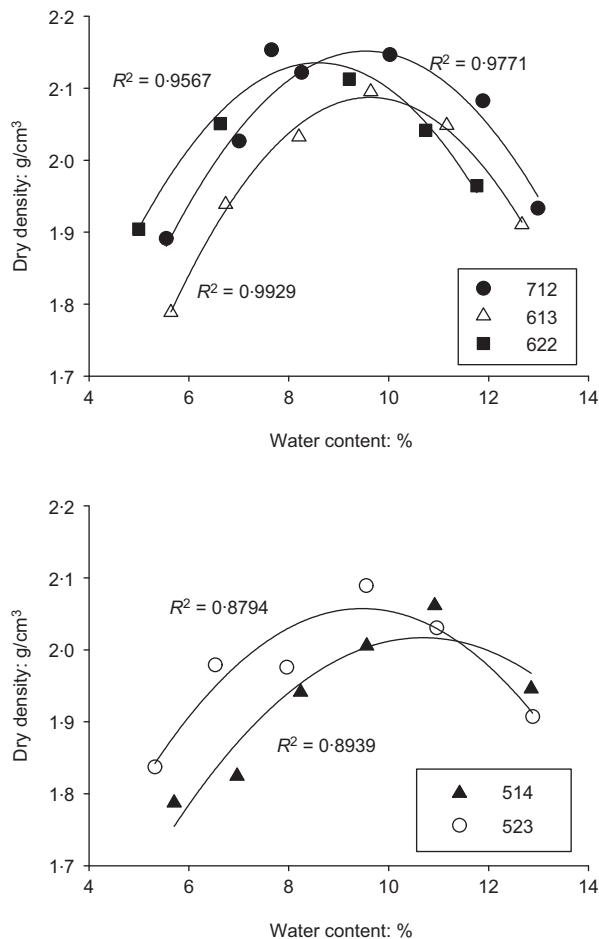 2·2
2·1
2·0
1·9
1·8
1·7
Dry density: g/cm³
R² = 0·9567
R² = 0·9771
R² = 0·9929
712
613
622
4 6 8 10 12 14
Water content: %
2·2
2·1
2·0
1·9
1·8
1·7
Dry density: g/cm³
R² = 0·8794
R² = 0·8939
514
523
4 6 8 10 12 14
Water content: %